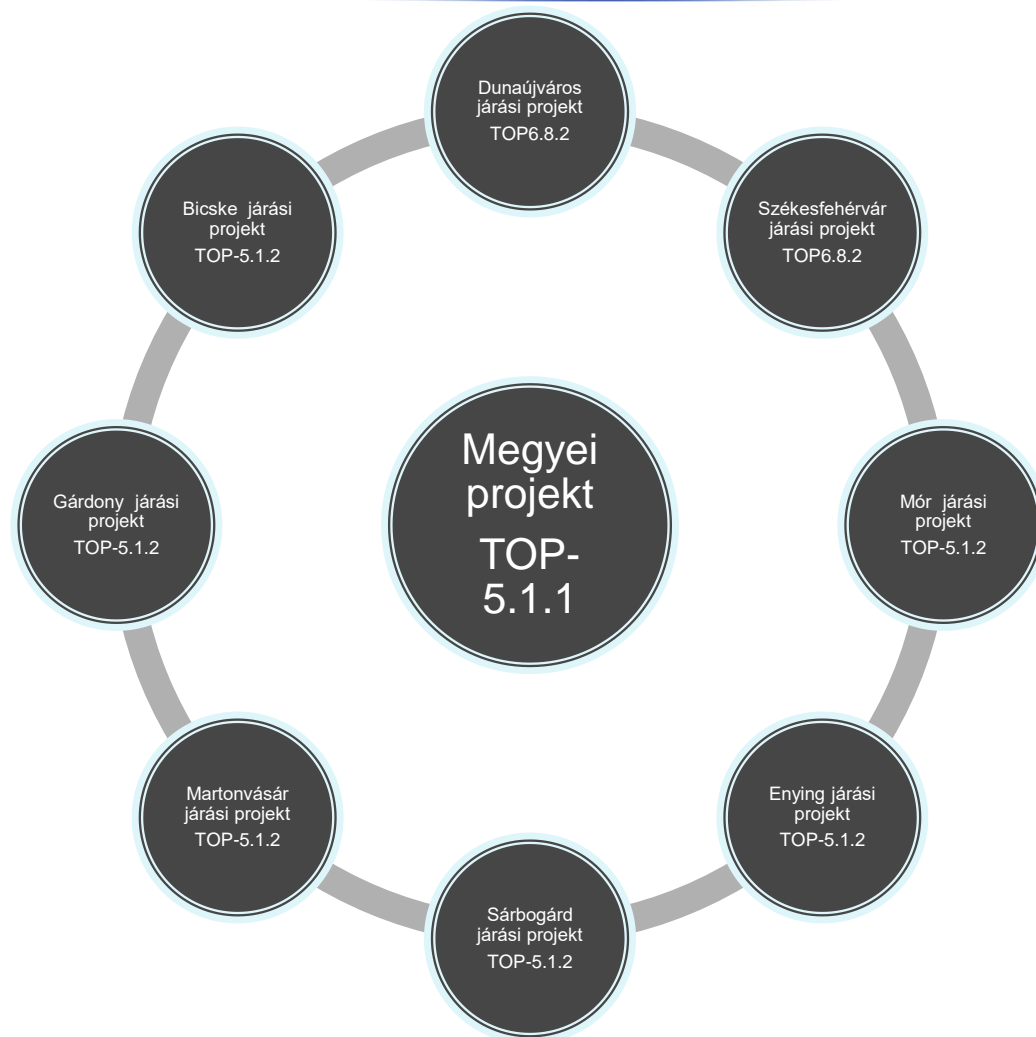 Dunaújváros
járási projekt
TOP6.8.2
Székesfehérvár
járási projekt
TOP6.8.2
Mór járási
projekt
TOP-5.1.2
Enying járási
projekt
TOP-5.1.2
Sárbogárd
járási projekt
TOP-5.1.2
Martonvásár
járási projekt
TOP-5.1.2
Gárdony járási
projekt
TOP-5.1.2
Bicske járási
projekt
TOP-5.1.2
Megyei
projekt
TOP-
5.1.1